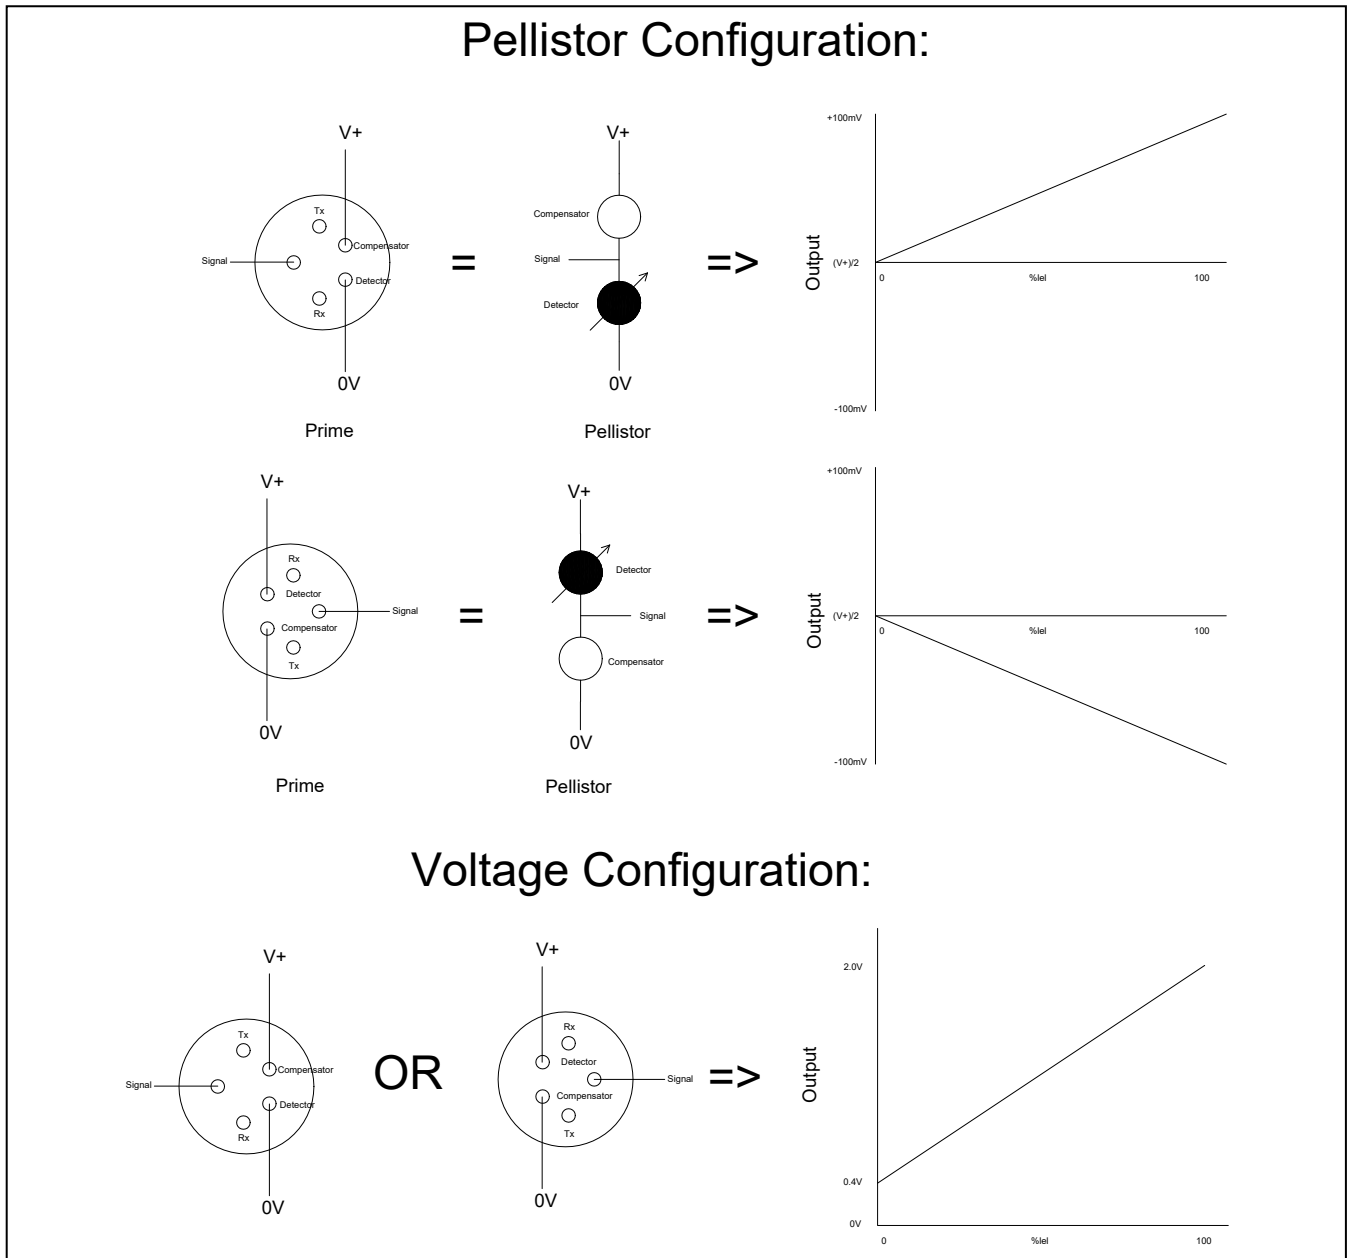 Pellistor Configuration:
V+
Tx
Compensator
Signal
Detector
Rx
0V
Prime
=
V+
Compensator
Signal
Detector
0V
Pellistor
=>
+100mV
Output
(V+)/2
0
%lel
100
-100mV
V+
Rx
Detector
Signal
Compensator
Tx
0V
Prime
=
V+
Detector
Signal
Compensator
0V
Pellistor
=>
+100mV
Output
(V+)/2
0
%lel
100
-100mV
Voltage Configuration:
V+
Tx
Compensator
Signal
Detector
Rx
0V
OR
V+
Rx
Detector
Signal
Compensator
Tx
0V
=>
2.0V
Output
0.4V
0V
0
%lel
100